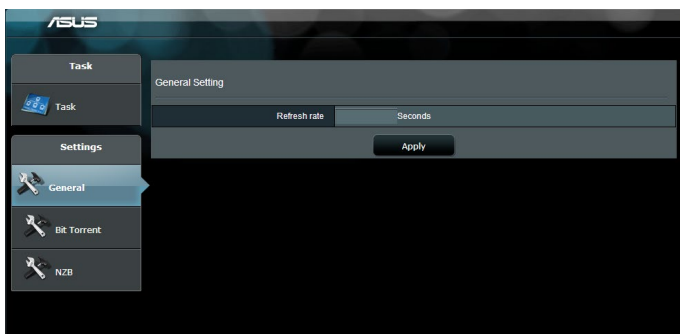 ASUS
Task
Task
Settings
General
Bit Torrent
NZB
General Setting
Refresh rate Seconds
Apply